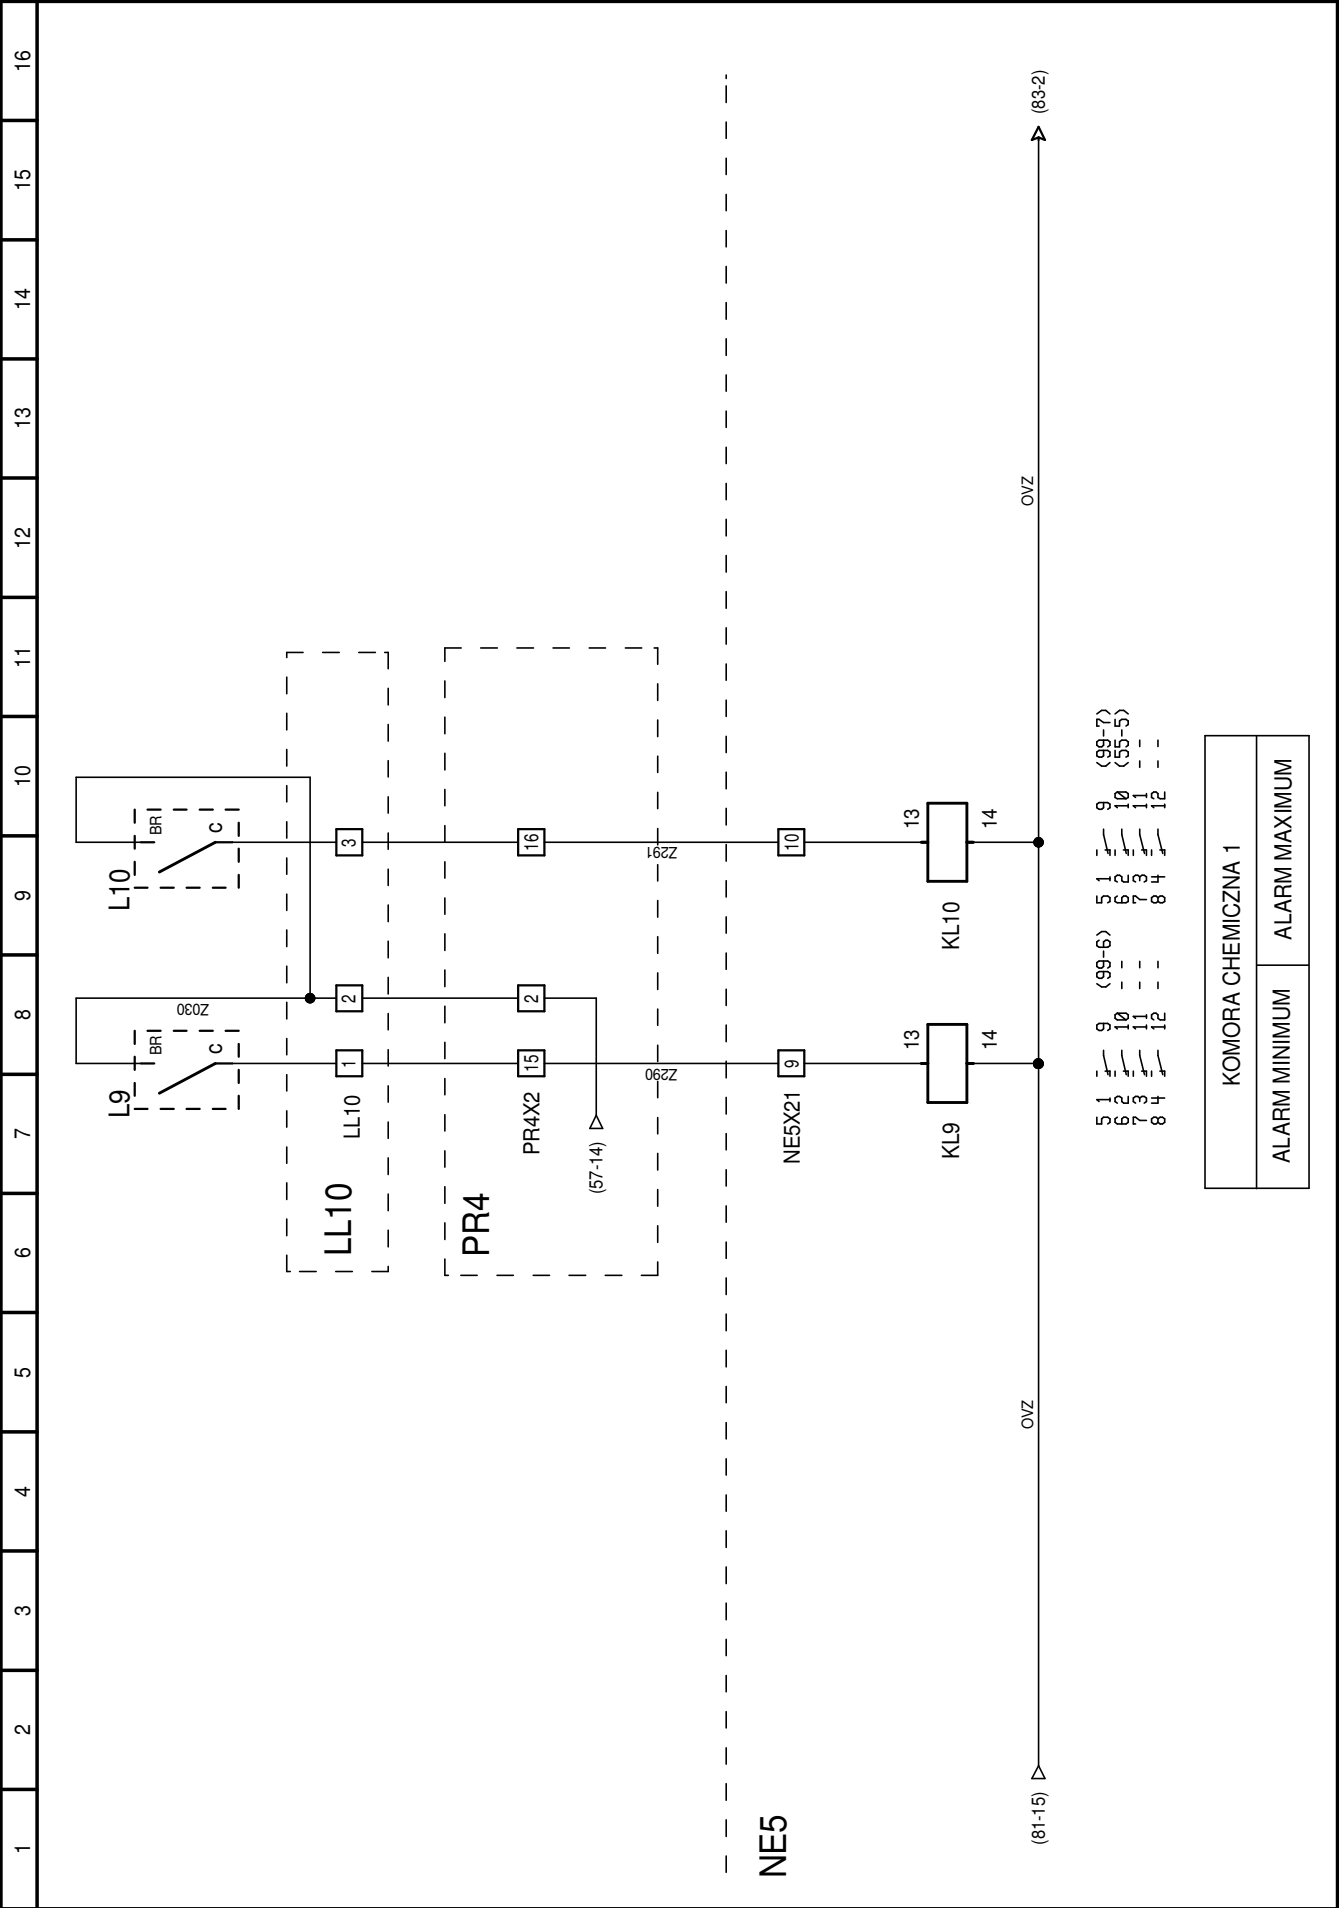 1 2 3 4 5 6 7 8 9 10 11 12 13 14 15 16
L9
L10
BR
BR
C
C
Z030
LL10
LL10
1
2
3
PR4
PR4X2
15
2
16
(57-14)
Z290
Z291
NE5
NE5X21
9
10
13
13
KL9
KL10
14
14
(81-15)
OVZ
OVZ
(83-2)
5 1 9 (99-6)
6 2 10 --
7 3 11 --
8 4 12 --
5 1 9 (99-7)
6 2 10 (55-5)
7 3 11 --
8 4 12 --
KOMORA CHEMICZNA 1
ALARM MINIMUM
ALARM MAXIMUM